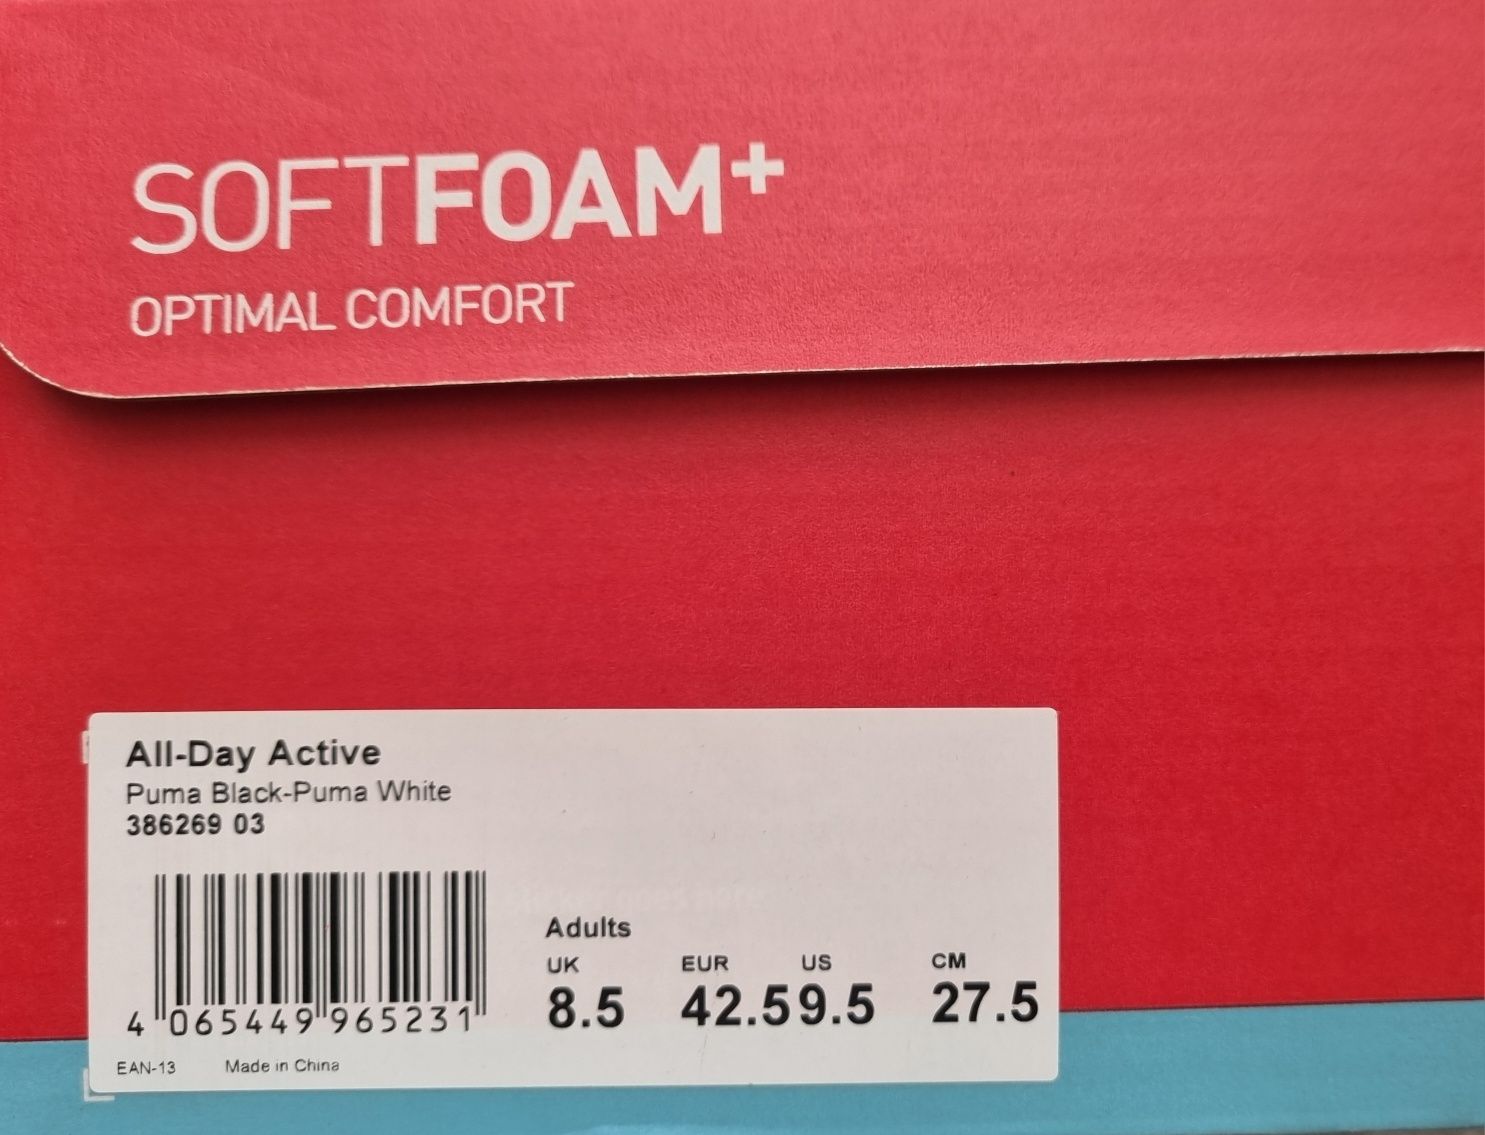 SOFTFOAM+
OPTIMAL COMFORT
All-Day Active
Puma Black-Puma White
386269 03
4 065449 965231
EAN-13 Made in China
Adults
UK EUR US CM
8.5 42.5 9.5 27.5